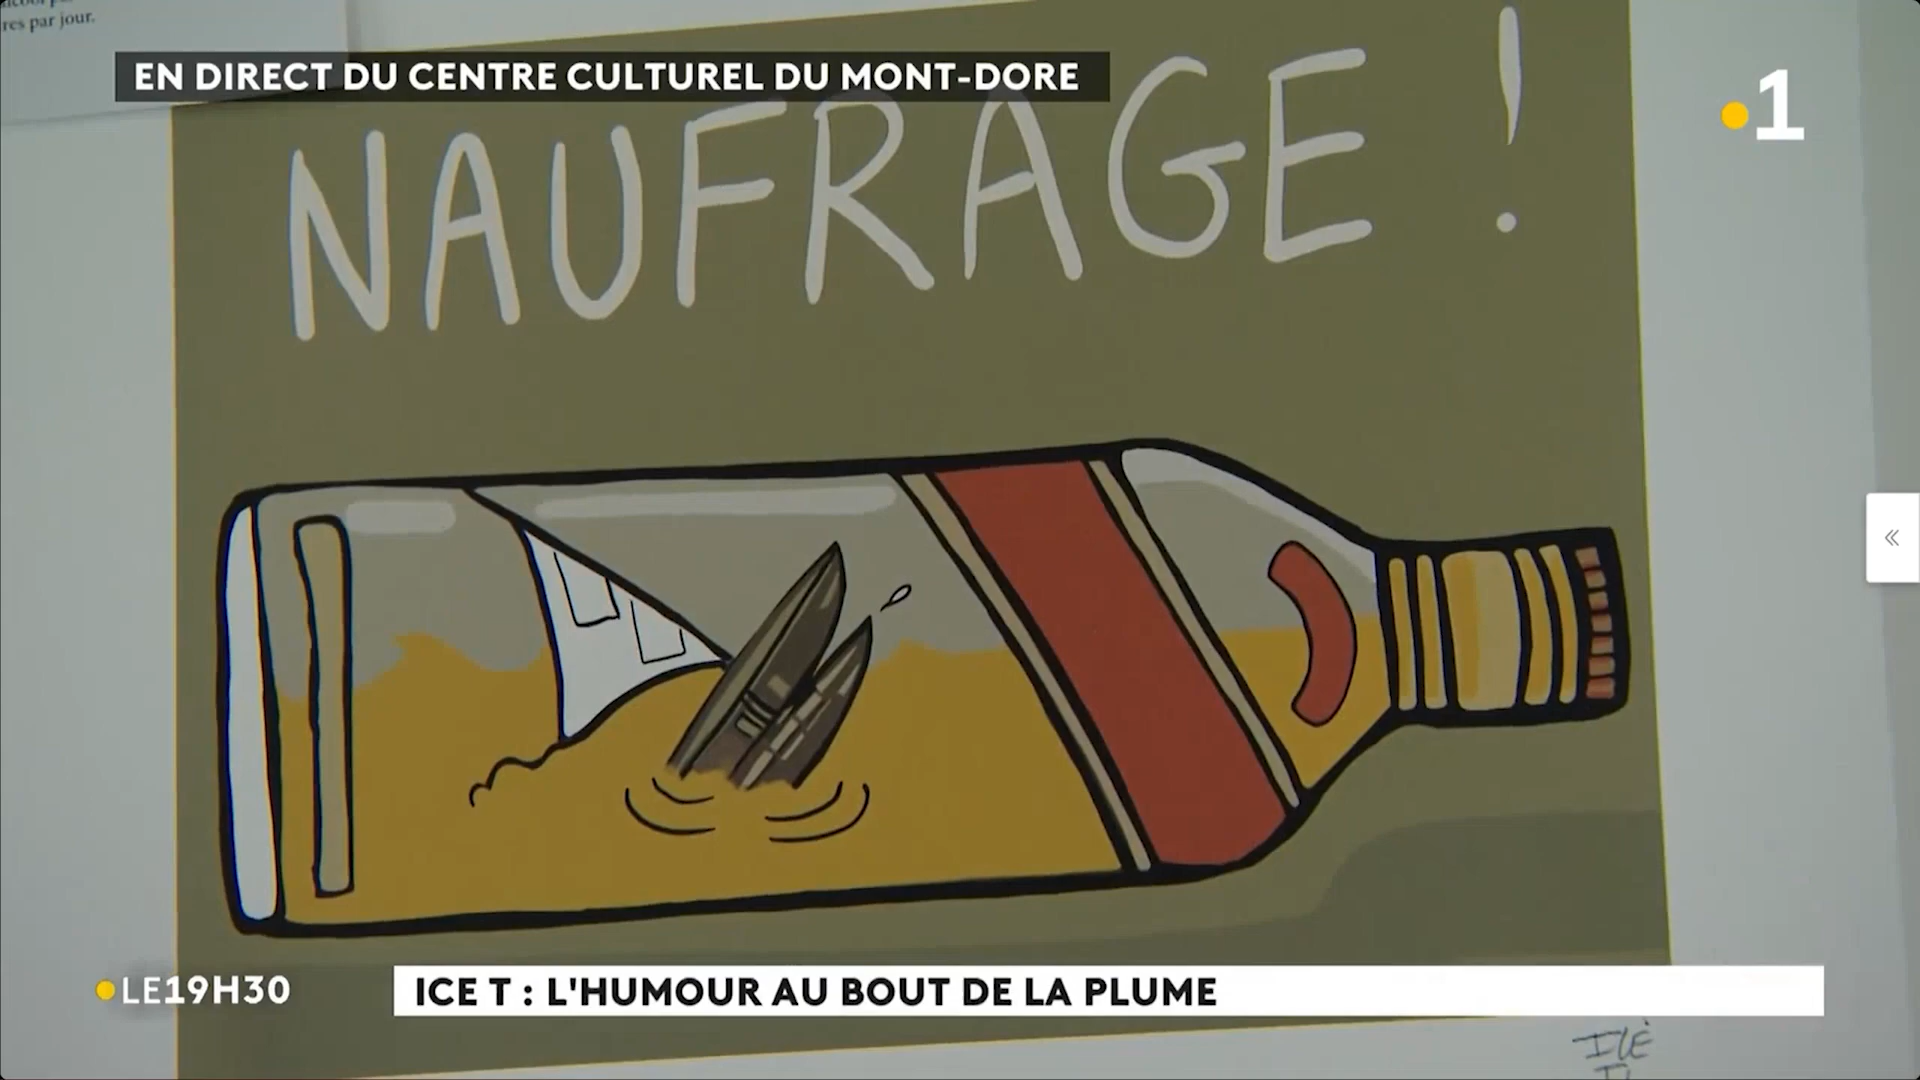 res par jour.
EN DIRECT DU CENTRE CULTUREL DU MONT-DORE
1
NAUFRAGE !
LE19H30
ICE T : L'HUMOUR AU BOUT DE LA PLUME
ICE